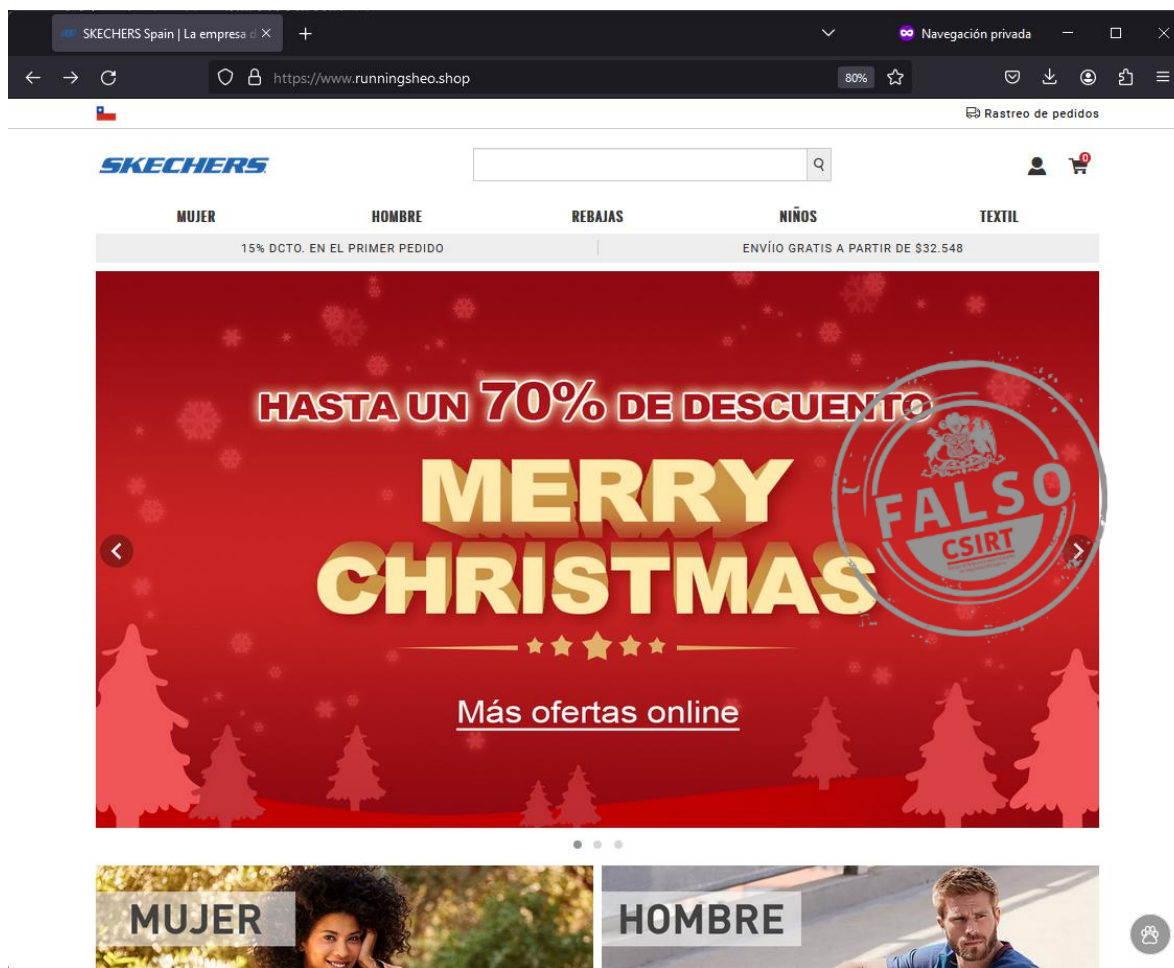 SKECHERS Spain | La empresa d
Navegación privada
https://www.runningsheo.shop
80%
Rastreo de pedidos
SKECHERS
0
MUJER HOMBRE REBAJAS NIÑOS TEXTIL
15% DCTO. EN EL PRIMER PEDIDO
ENVÍIO GRATIS A PARTIR DE $32.548
HASTA UN 70% DE DESCUENTO
MERRY
CHRISTMAS
FALSO
CSIRT
Más ofertas online
MUJER
HOMBRE